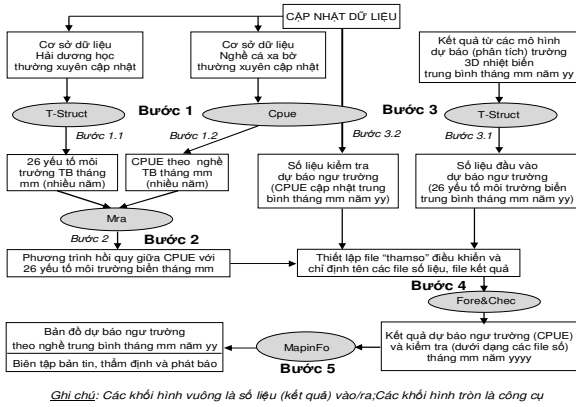 CẬP NHẬT DỮ LIỆU
Cơ sở dữ liệu
Hải dương học
thường xuyên cập nhật
Cơ sở dữ liệu
Nghề cá xa bờ
thường xuyên cập nhật
Kết quả từ các mô hình
dự báo (phân tích) trường
3D nhiệt biển
trung bình tháng mm năm yy
Bước 1
T-Struct
Cpue
Bước 3
T-Struct
Bước 1.1
Bước 1.2
Bước 3.2
Bước 3.1
26 yếu tố môi
trường TB tháng
mm (nhiều năm)
CPUE theo nghề
TB tháng mm
(nhiều năm)
Số liệu kiểm tra
dự báo ngư trường
(CPUE cập nhật trung
bình tháng mm năm yy)
Số liệu đầu vào
dự báo ngư trường
(26 yếu tố môi trường biển
trung bình tháng mm năm yy)
Mra
Bước 2
Bước 2
Phương trình hồi quy giữa CPUE với
26 yếu tố môi trường biển tháng mm
Thiết lập file “thamso” điều khiển và
chỉ định tên các file số liệu, file kết quả
Bước 4
Fore&Chec
Bản đồ dự báo ngư trường
theo nghề trung bình tháng mm năm yy
Biên tập bản tin, thẩm định và phát báo
MapinFo
Bước 5
Kết quả dự báo ngư trường (CPUE)
và kiểm tra (dưới dạng các file số)
tháng mm năm yyyy
Ghi chú: Các khối hình vuông là số liệu (kết quả) vào/ra;Các khối hình tròn là công cụ